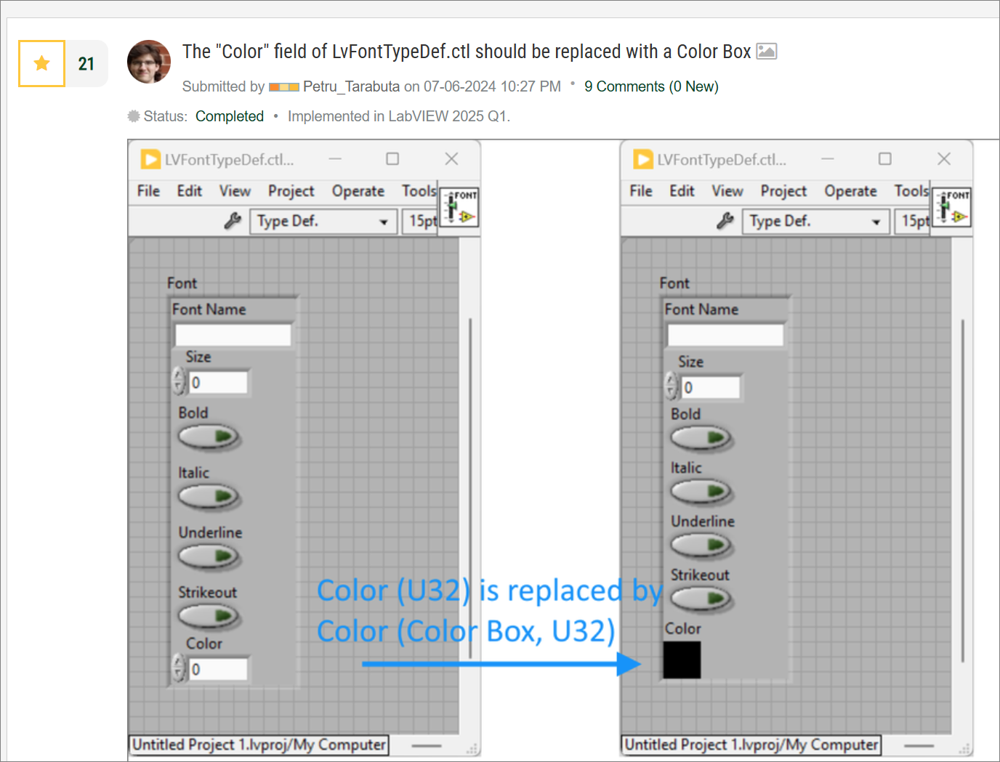 21
The "Color" field of LvFontTypeDef.ctl should be replaced with a Color Box
Submitted by Petru_Tarabuta on 07-06-2024 10:27 PM • 9 Comments (0 New)
Status: Completed • Implemented in LabVIEW 2025 Q1.
LVFontTypeDef.ctl...
File Edit View Project Operate Tools
FONT
Type Def.
15pt
Font
Font Name
Size
0
Bold
Italic
Underline
Strikeout
Color
0
Untitled Project 1.lvproj/My Computer
Color (U32) is replaced by
Color (Color Box, U32)
LVFontTypeDef.ctl...
File Edit View Project Operate Tools
FONT
Type Def.
15pt
Font
Font Name
Size
0
Bold
Italic
Underline
Strikeout
Color
Untitled Project 1.lvproj/My Computer